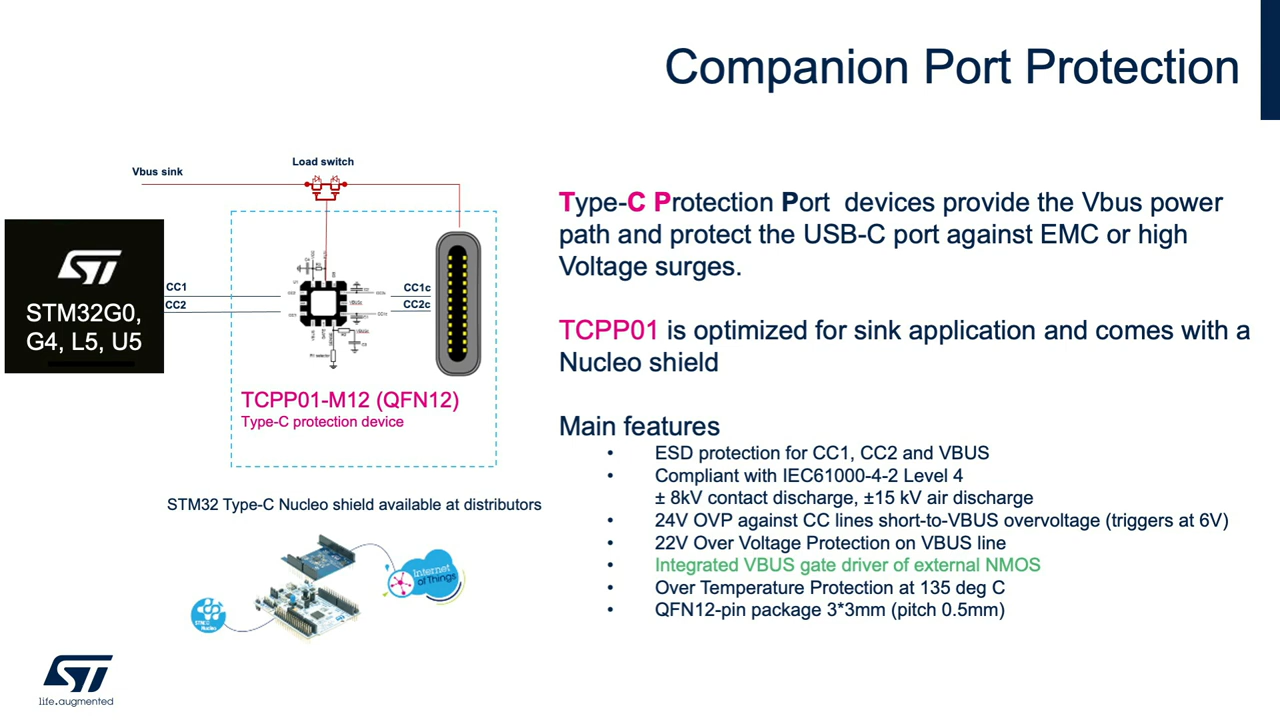 Companion Port Protection
Load switch
Vbus sink
ST
STM32G0,
G4, L5, U5
CC1
CC2
CC1c
CC2c
TCPP01-M12 (QFN12)
Type-C protection device
STM32 Type-C Nucleo shield available at distributors
Internet
of Things
STM32
Nucleo
Type-C Protection Port devices provide the Vbus power
path and protect the USB-C port against EMC or high
Voltage surges.
TCPP01 is optimized for sink application and comes with a
Nucleo shield
Main features
• ESD protection for CC1, CC2 and VBUS
• Compliant with IEC61000-4-2 Level 4
± 8kV contact discharge, ±15 kV air discharge
• 24V OVP against CC lines short-to-VBUS overvoltage (triggers at 6V)
• 22V Over Voltage Protection on VBUS line
• Integrated VBUS gate driver of external NMOS
• Over Temperature Protection at 135 deg C
• QFN12-pin package 3*3mm (pitch 0.5mm)
ST
life.augmented